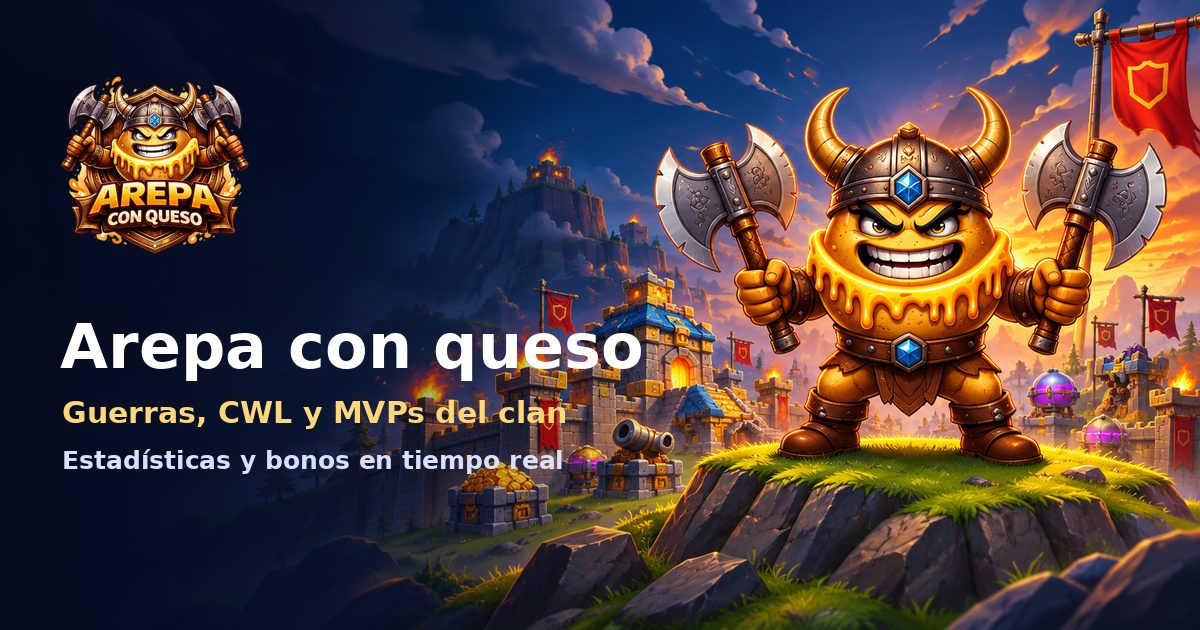 AREPA
CON QUESO
Arepa con queso
Guerras, CWL y MVPs del clan
Estadísticas y bonos en tiempo real